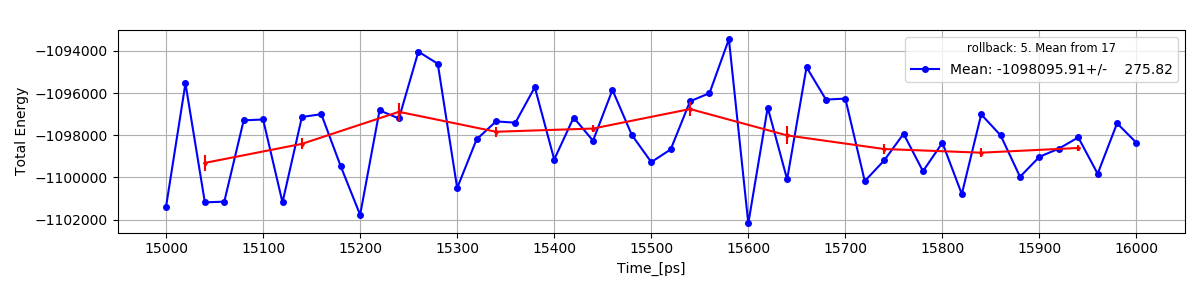 rollback: 5. Mean from 17
Mean: -1098095.91+/-    275.82
Total Energy
−1094000
−1096000
−1098000
−1100000
−1102000
15000 15100 15200 15300 15400 15500 15600 15700 15800 15900 16000
Time_[ps]